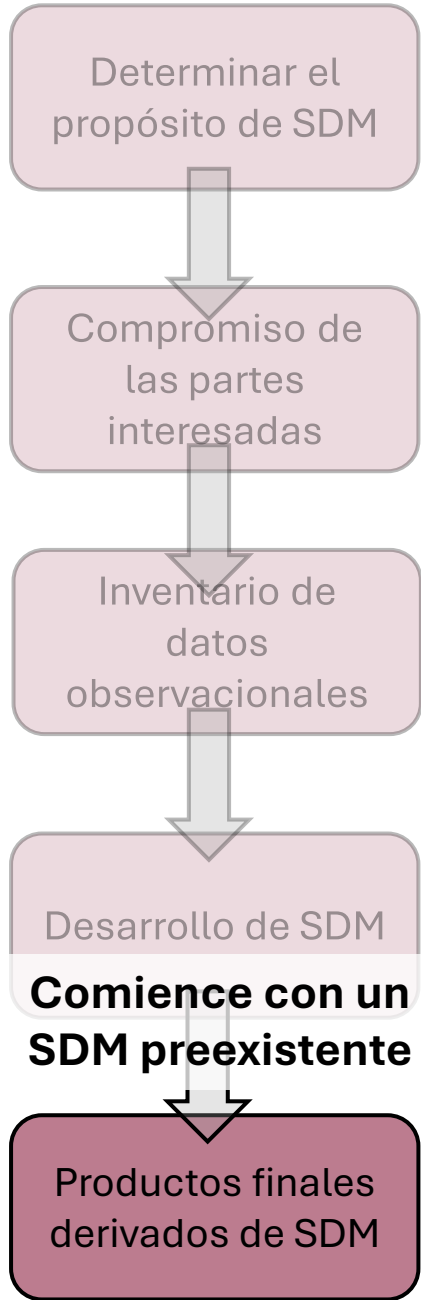 Determinar el
propósito de SDM
Compromiso de
las partes
interesadas
Inventario de
datos
observacionales
Desarrollo de SDM
Comience con un
SDM preexistente
Productos finales
derivados de SDM